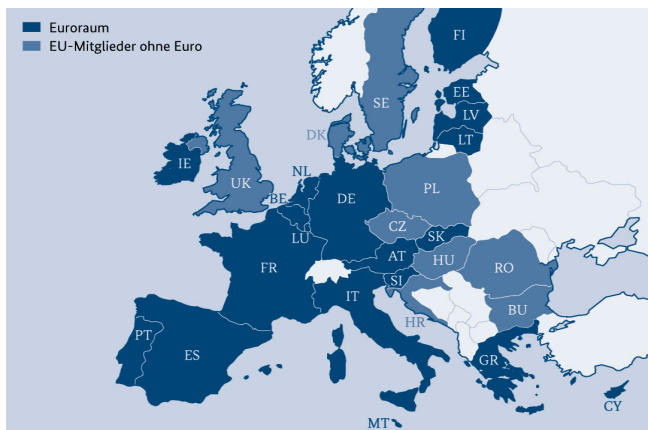 Euroraum
EU-Mitglieder ohne Euro
FI
SE
EE
LV
DK
LT
IE
NL
UK
DE
PL
BE
CZ
LU
SK
AT
HU
FR
RO
SI
IT
BU
HR
PT
ES
GR
CY
MT